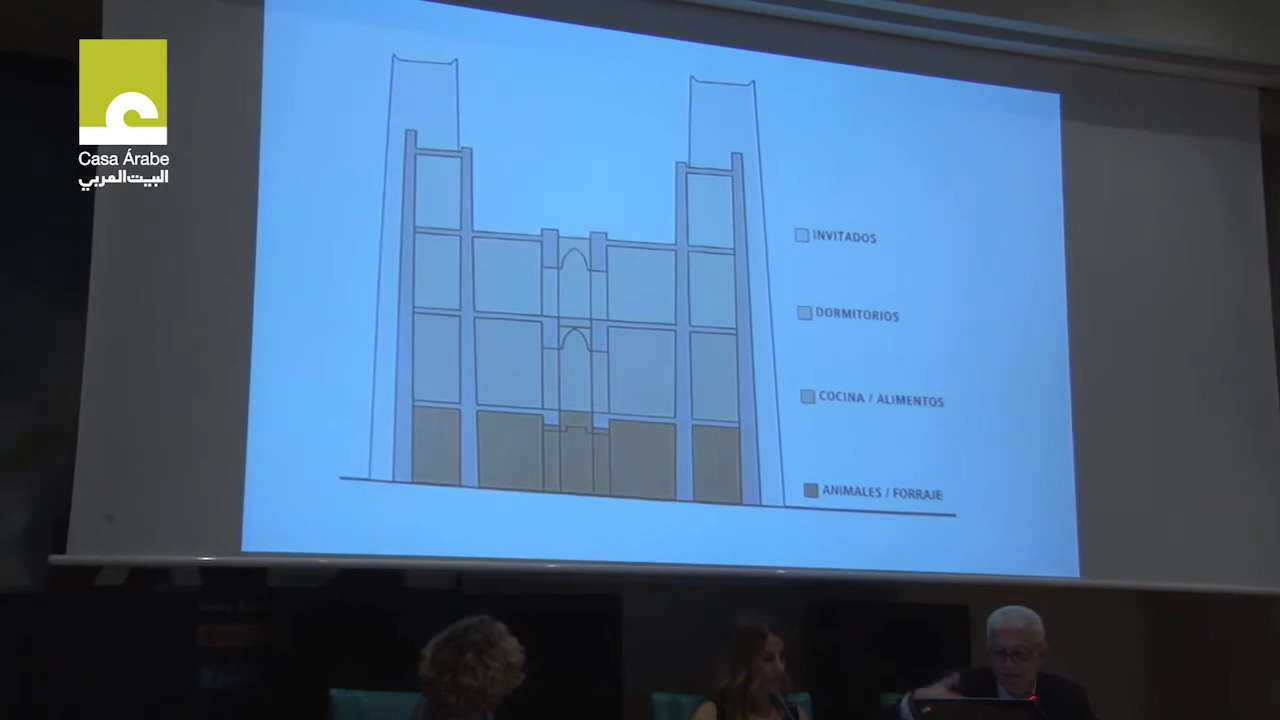 Casa Árabe
البيت العربي
INVITADOS
DORMITORIOS
COCINA / ALIMENTOS
ANIMALES / FORRAJE